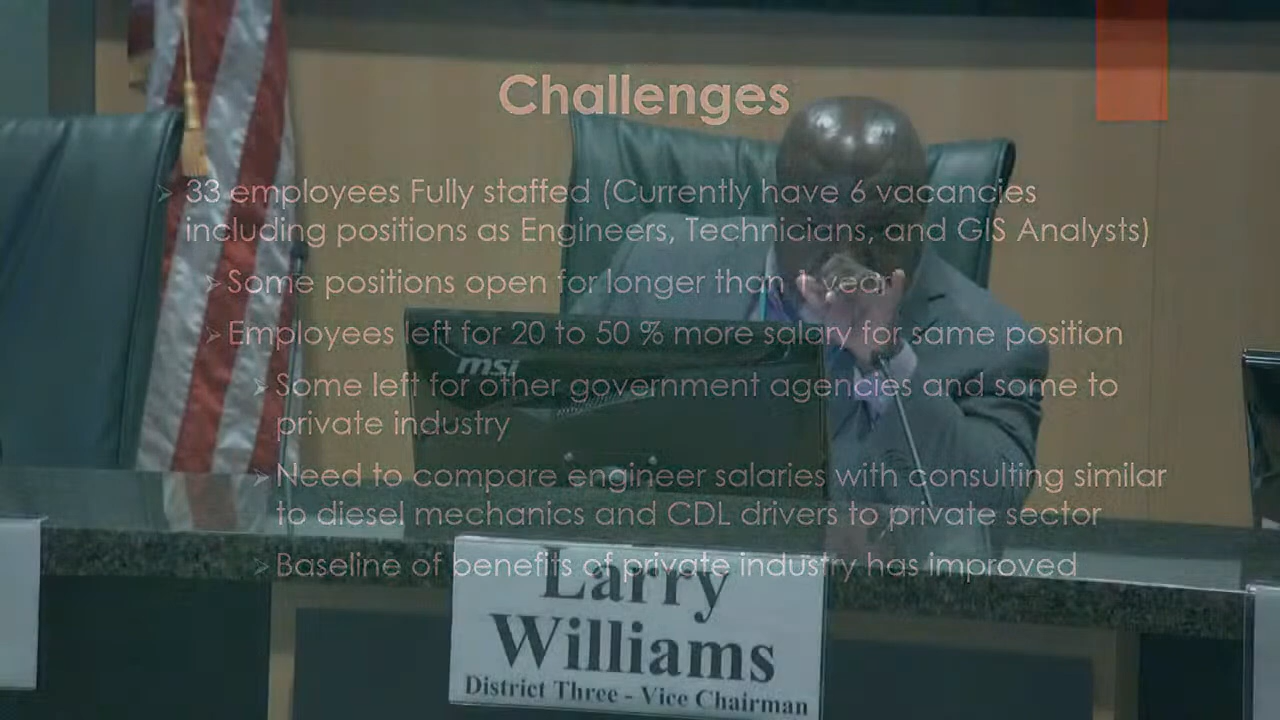 Challenges
33 employees Fully staffed (Currently have 6 vacancies
including positions as Engineers, Technicians, and GIS Analysts)
Some positions open for longer than 1 year
Employees left for 20 to 50 % more salary for same position
msi
Some left for other government agencies and some to
private industry
Need to compare engineer salaries with consulting similar
to diesel mechanics and CDL drivers to private sector
Baseline of benefits of private industry has improved
Larry
Williams
District Three - Vice Chairman